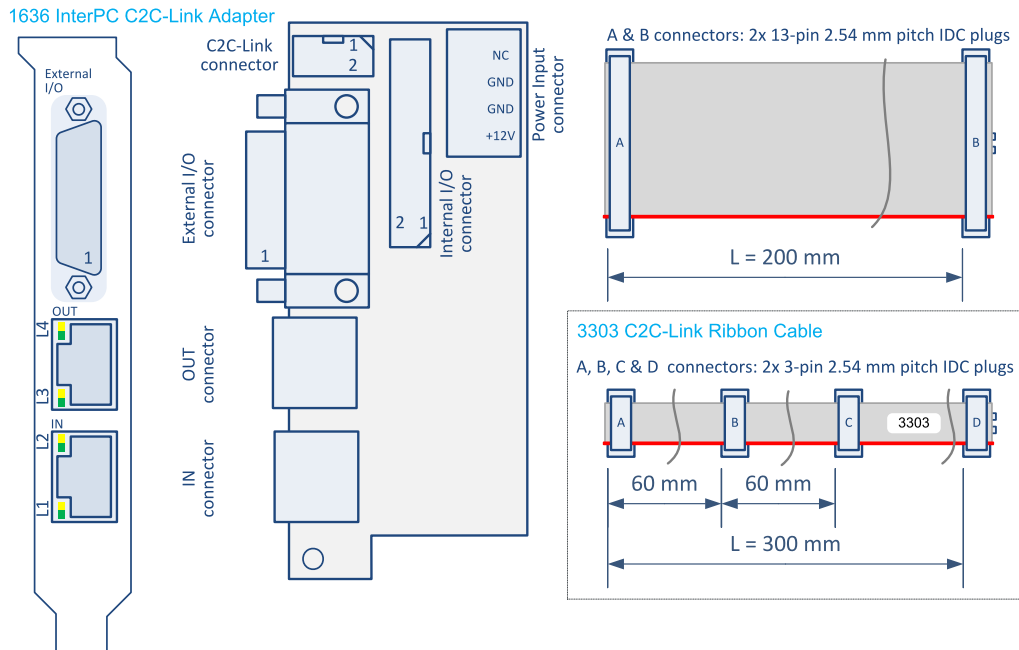 1636 InterPC C2C-Link Adapter
External
I/O
1
OUT
L4
L3
IN
L2
L1
C2C-Link
connector
1
2
External I/O
connector
1
OUT
connector
IN
connector
2 1
Internal I/O
connector
NC
GND
GND
+12V
Power Input
connector
A & B connectors: 2x 13-pin 2.54 mm pitch IDC plugs
A
B
L = 200 mm
3303 C2C-Link Ribbon Cable
A, B, C & D connectors: 2x 3-pin 2.54 mm pitch IDC plugs
A
B
C
3303
D
60 mm
60 mm
L = 300 mm